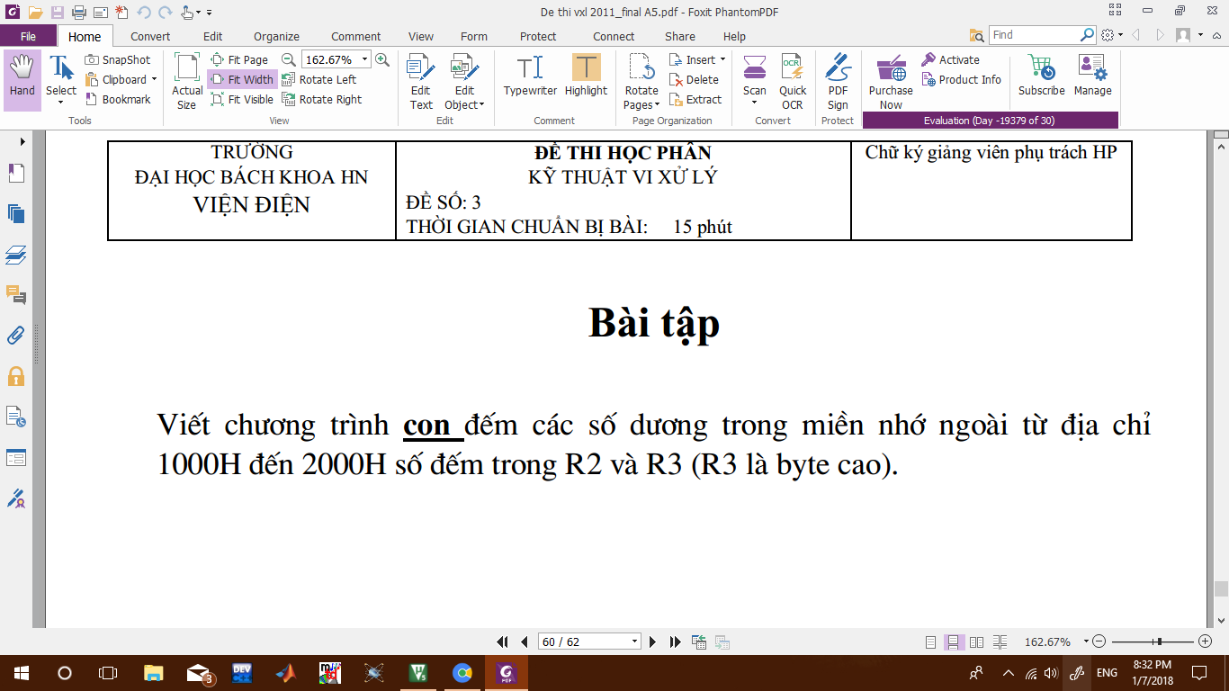 De thi vxl 2011_final A5.pdf - Foxit PhantomPDF
File Home Convert Edit Organize Comment View Form Protect Connect Share Help Find
SnapShot Fit Page 162.67% Insert Activate
Hand Select Clipboard Actual Size Fit Width Rotate Left Edit Text Edit Object Typewriter Highlight Rotate Pages Delete Scan Quick OCR PDF Sign Purchase Now Product Info Subscribe Manage
Bookmark Fit Visible Rotate Right Extract
Tools View Edit Comment Page Organization Convert Protect Evaluation (Day -19379 of 30)
TRƯỜNG
ĐẠI HỌC BÁCH KHOA HN
VIỆN ĐIỆN
ĐỀ THI HỌC PHẦN
KỸ THUẬT VI XỬ LÝ
ĐỀ SỐ: 3
THỜI GIAN CHUẨN BỊ BÀI: 15 phút
Chữ ký giảng viên phụ trách HP
Bài tập
Viết chương trình con đếm các số dương trong miền nhớ ngoài từ địa chỉ
1000H đến 2000H số đếm trong R2 và R3 (R3 là byte cao).
60 / 62 162.67%
ENG 8:32 PM
1/7/2018